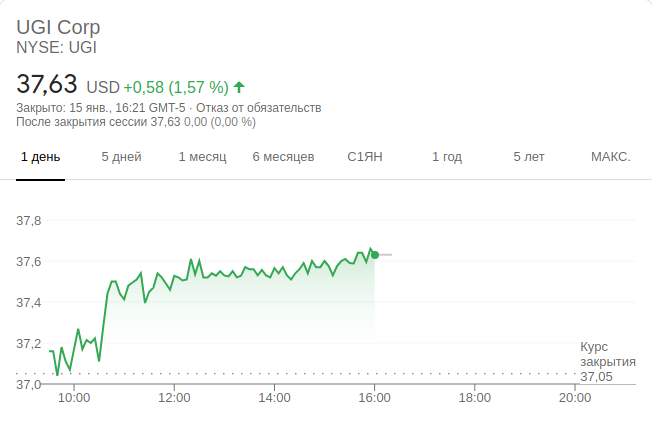 UGI Corp
NYSE: UGI
37,63 USD +0,58 (1,57 %)
Закрыто: 15 янв., 16:21 GMT-5 · Отказ от обязательств
После закрытия сессии 37,63 0,00 (0,00 %)
1 день 5 дней 1 месяц 6 месяцев С1ЯН 1 год 5 лет МАКС.
37,8
37,6
37,4
37,2
37,0
Курс
закрытия
37,05
10:00 12:00 14:00 16:00 18:00 20:00